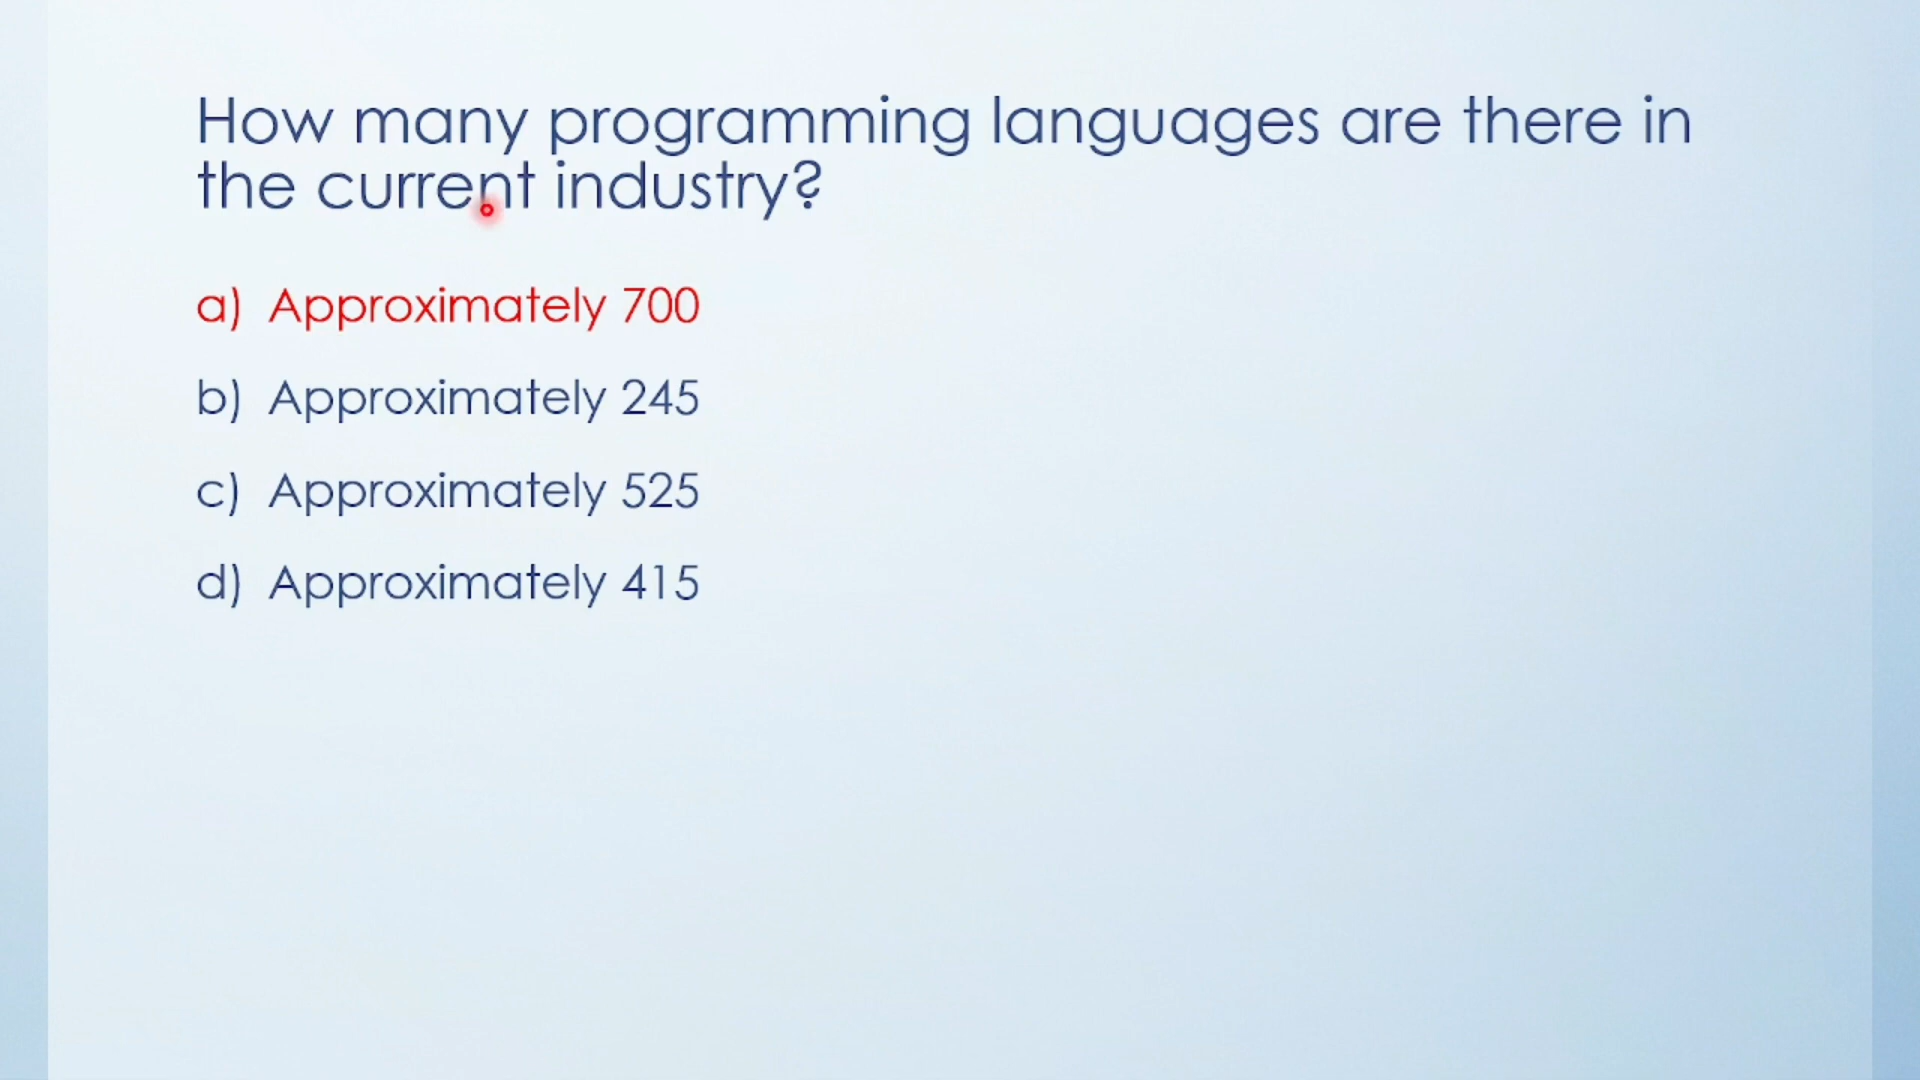 How many programming languages are there in
the current industry?
a) Approximately 700
b) Approximately 245
c) Approximately 525
d) Approximately 415